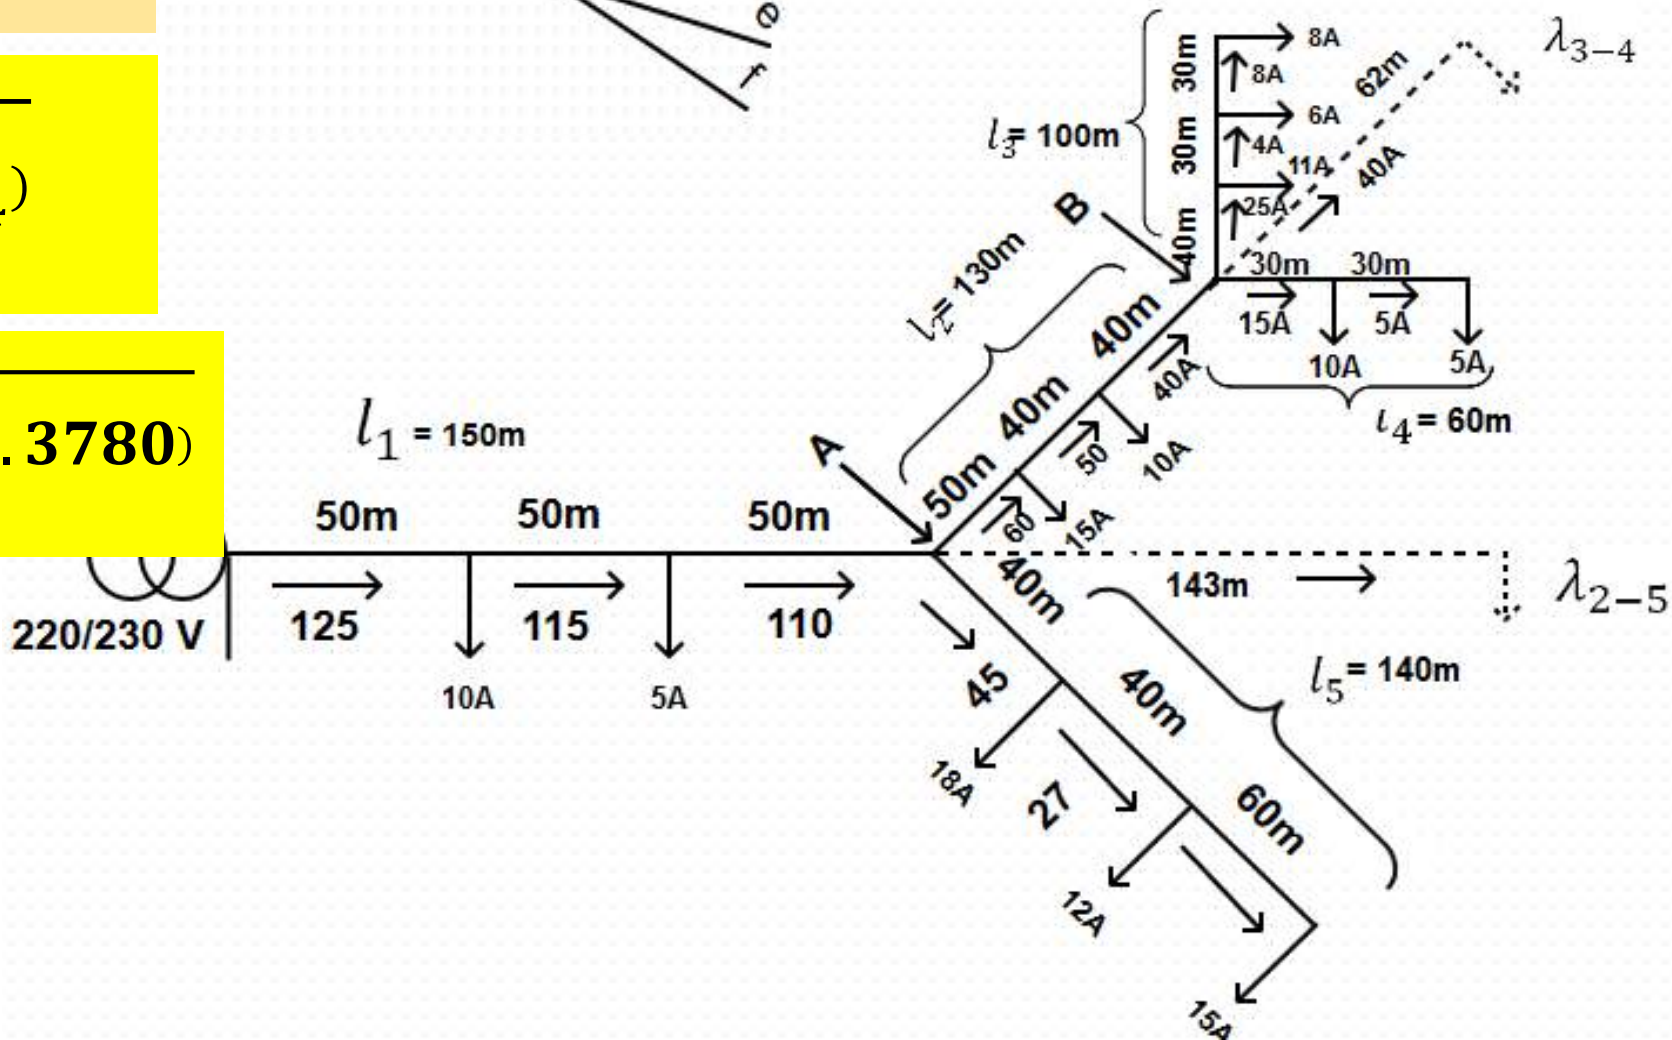 e
f
)
. 3780)
λ3−4
8A
30m
8A
62m
6A
l3= 100m
30m
4A
11A
40A
25A
B
40m
l2= 130m
30m 30m
15A
5A
10A
5A
l4= 60m
40m
40A
40m
50
10A
l1 = 150m
A
50m
60
15A
50m
50m
50m
40m
143m
λ2−5
220/230 V
125
115
110
10A
5A
45
40m
l5= 140m
18A
27
60m
12A
15A